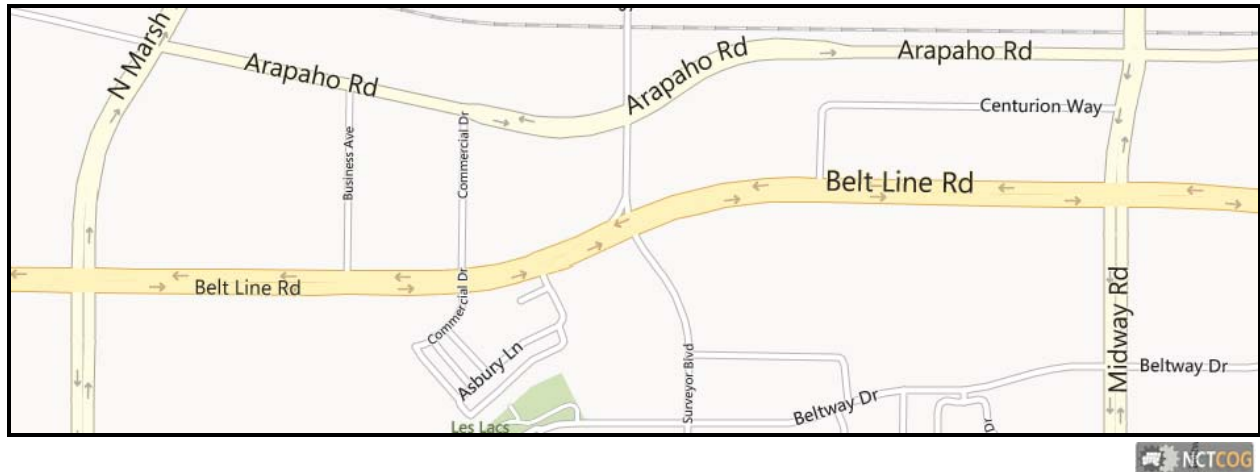 N Marsh
Arapaho Rd
Arapaho Rd
Arapaho Rd
Centurion Way
Business Ave
Commercial Dr
Belt Line Rd
Belt Line Rd
Commercial Dr
Asbury Ln
Surveyor Blvd
Midway Rd
Beltway Dr
Beltway Dr
Les Lacs
Dr
NCTCOG